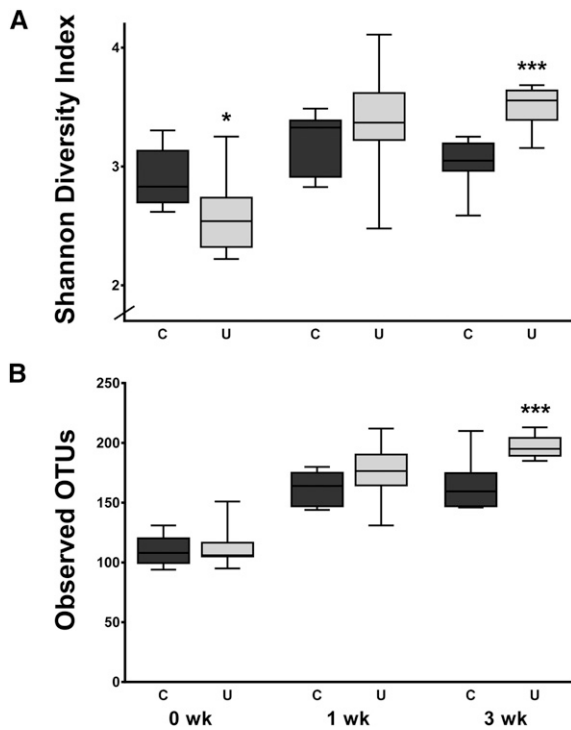 A
Shannon Diversity Index
4
3
2
*
***
C U C U C U
B
Observed OTUs
250
200
150
100
50
0
***
C U C U C U
0 wk 1 wk 3 wk